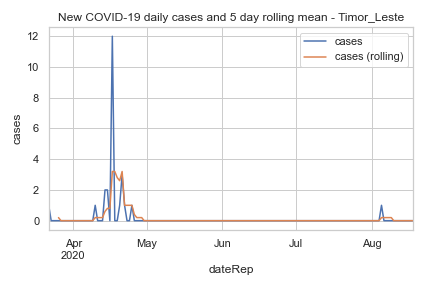 New COVID-19 daily cases and 5 day rolling mean - Timor_Leste
cases
cases (rolling)
12
10
8
6
4
2
0
cases
Apr May Jun Jul Aug
2020
dateRep